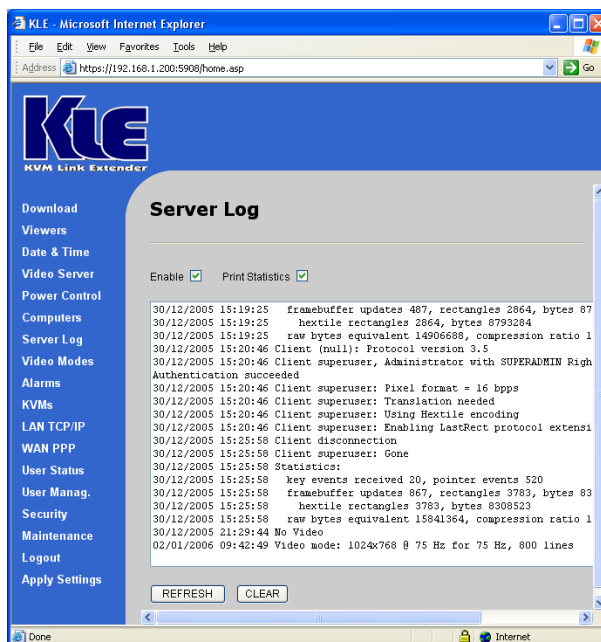 KLE - Microsoft Internet Explorer
File Edit View Favorites Tools Help
Address https://192.168.1.200:5908/home.asp Go
KLE
KVM Link Extender
Download
Viewers
Date & Time
Video Server
Power Control
Computers
Server Log
Video Modes
Alarms
KVMs
LAN TCP/IP
WAN PPP
User Status
User Manag.
Security
Maintenance
Logout
Apply Settings
Server Log
Enable Print Statistics
30/12/2005 15:19:25 framebuffer updates 487, rectangles 2864, bytes 87
30/12/2005 15:19:25 hextile rectangles 2864, bytes 8793284
30/12/2005 15:19:25 raw bytes equivalent 14906688, compression ratio 1
30/12/2005 15:20:46 Client (null): Protocol version 3.5
30/12/2005 15:20:46 Client superuser, Administrator with SUPERADMIN Righ
Authentication succeeded
30/12/2005 15:20:46 Client superuser: Pixel format = 16 bpps
30/12/2005 15:20:46 Client superuser: Translation needed
30/12/2005 15:20:46 Client superuser: Using Hextile encoding
30/12/2005 15:20:46 Client superuser: Enabling LastRect protocol extensi
30/12/2005 15:25:58 Client disconnection
30/12/2005 15:25:58 Client superuser: Gone
30/12/2005 15:25:58 Statistics:
30/12/2005 15:25:58 key events received 20, pointer events 520
30/12/2005 15:25:58 framebuffer updates 867, rectangles 3783, bytes 83
30/12/2005 15:25:58 hextile rectangles 3783, bytes 8308523
30/12/2005 15:25:58 raw bytes equivalent 15841364, compression ratio 1
30/12/2005 21:29:44 No Video
02/01/2006 09:42:49 Video mode: 1024x768 @ 75 Hz for 75 Hz, 800 lines
REFRESH CLEAR
Done Internet